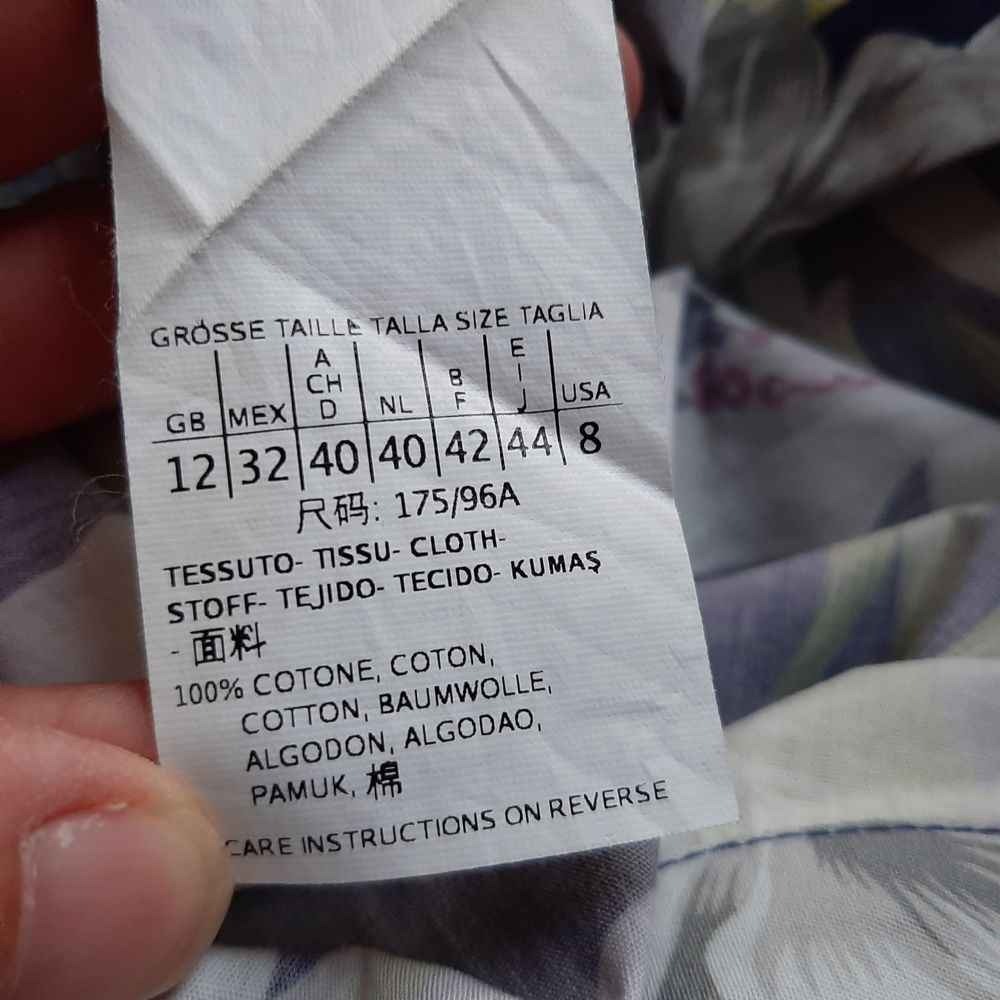 GRÖSSE TAILLE TALLA SIZE TAGLIA
GB MEX A CH D NL B F E I J USA
12 32 40 40 42 44 8
尺码: 175/96A
TESSUTO- TISSU- CLOTH-
STOFF- TEJIDO- TECIDO- KUMAŞ
- 面料
100% COTONE, COTON,
COTTON, BAUMWOLLE,
ALGODON, ALGODAO,
PAMUK, 棉
CARE INSTRUCTIONS ON REVERSE